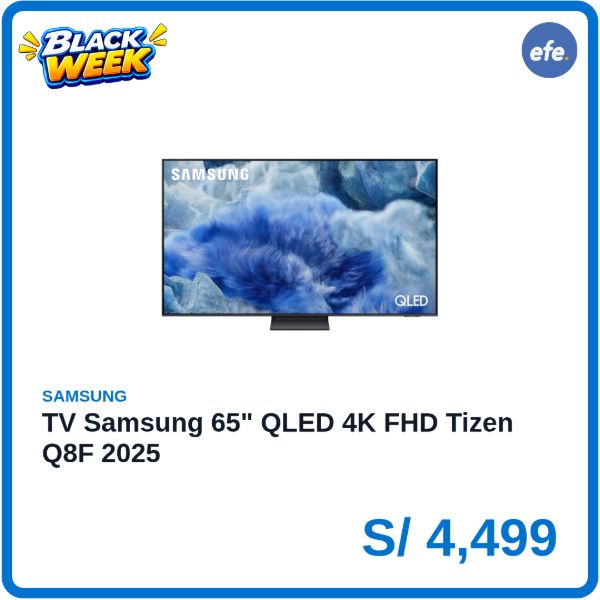 BLACK
WEEK
efe.
SAMSUNG
QLED
SAMSUNG
TV Samsung 65" QLED 4K FHD Tizen
Q8F 2025
S/ 4,499